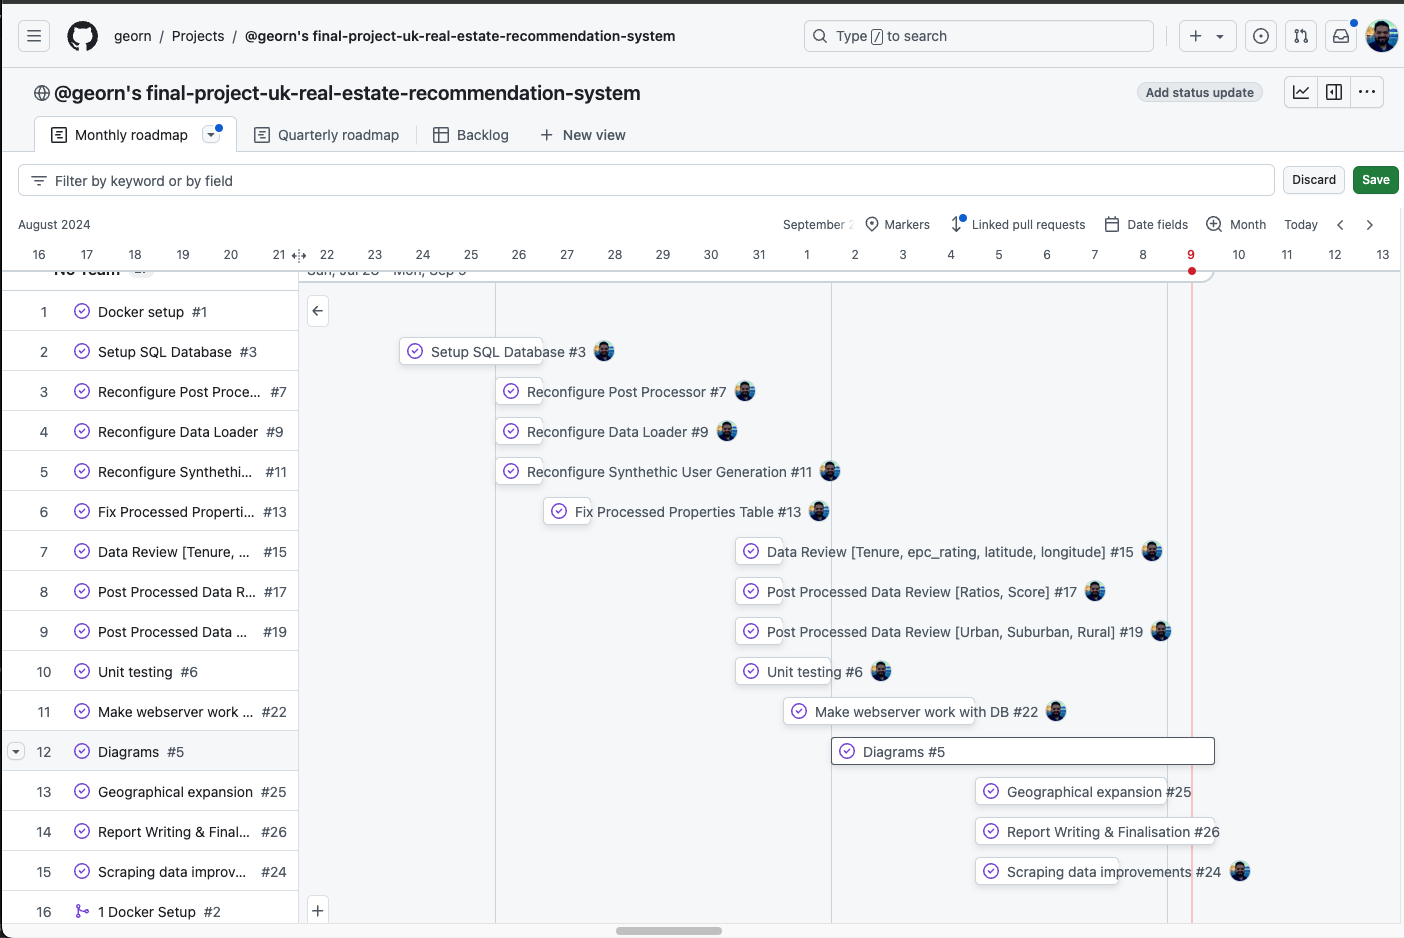 georn / Projects / @georn's final-project-uk-real-estate-recommendation-system
Type / to search
@georn's final-project-uk-real-estate-recommendation-system
Add status update
Monthly roadmap
Quarterly roadmap
Backlog
New view
Filter by keyword or by field
Discard
Save
August 2024
September
Markers
Linked pull requests
Date fields
Month
Today
16 17 18 19 20 21 22 23 24 25 26 27 28 29 30 31 1 2 3 4 5 6 7 8 9 10 11 12 13
1 Docker setup #1
2 Setup SQL Database #3
Setup SQL Database #3
3 Reconfigure Post Proce... #7
Reconfigure Post Processor #7
4 Reconfigure Data Loader #9
Reconfigure Data Loader #9
5 Reconfigure Synthethi... #11
Reconfigure Synthethic User Generation #11
6 Fix Processed Properti... #13
Fix Processed Properties Table #13
7 Data Review [Tenure, ... #15
Data Review [Tenure, epc_rating, latitude, longitude] #15
8 Post Processed Data R... #17
Post Processed Data Review [Ratios, Score] #17
9 Post Processed Data ... #19
Post Processed Data Review [Urban, Suburban, Rural] #19
10 Unit testing #6
Unit testing #6
11 Make webserver work ... #22
Make webserver work with DB #22
12 Diagrams #5
Diagrams #5
13 Geographical expansion #25
Geographical expansion #25
14 Report Writing & Final... #26
Report Writing & Finalisation #26
15 Scraping data improv... #24
Scraping data improvements #24
16 1 Docker Setup #2